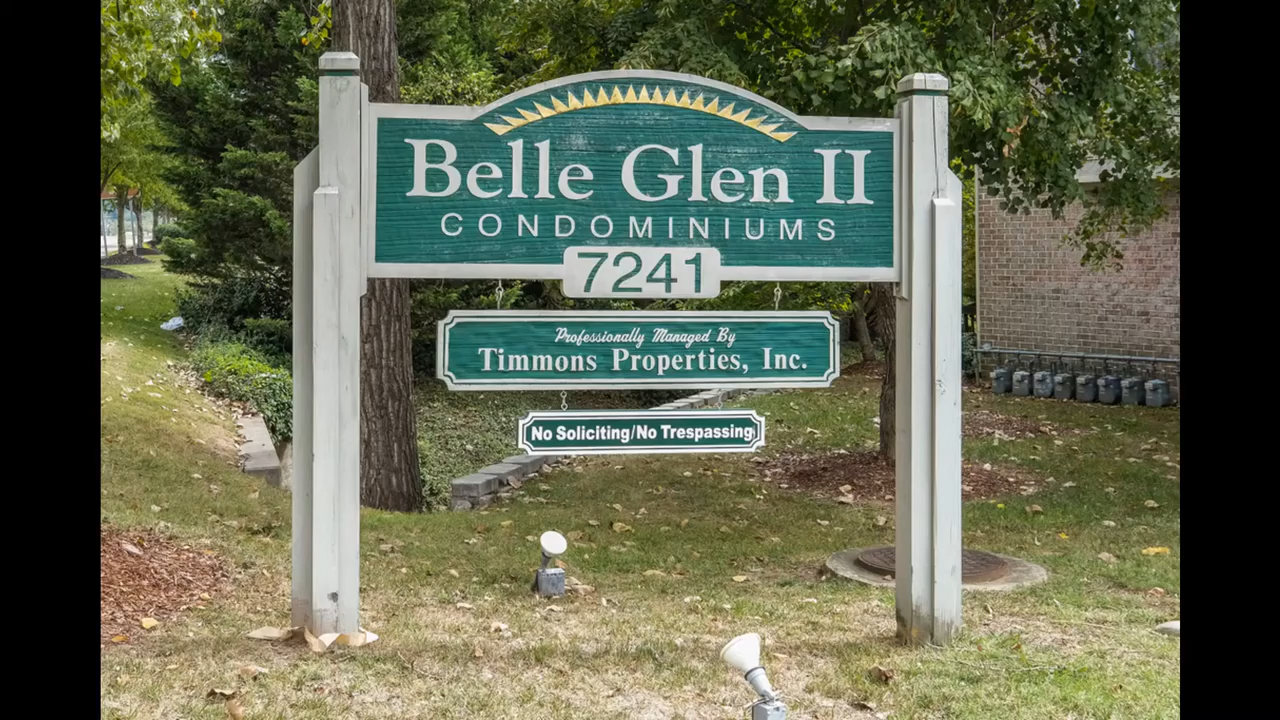 Belle Glen II
CONDOMINIUMS
7241
Professionally Managed By
Timmons Properties, Inc.
No Soliciting/No Trespassing